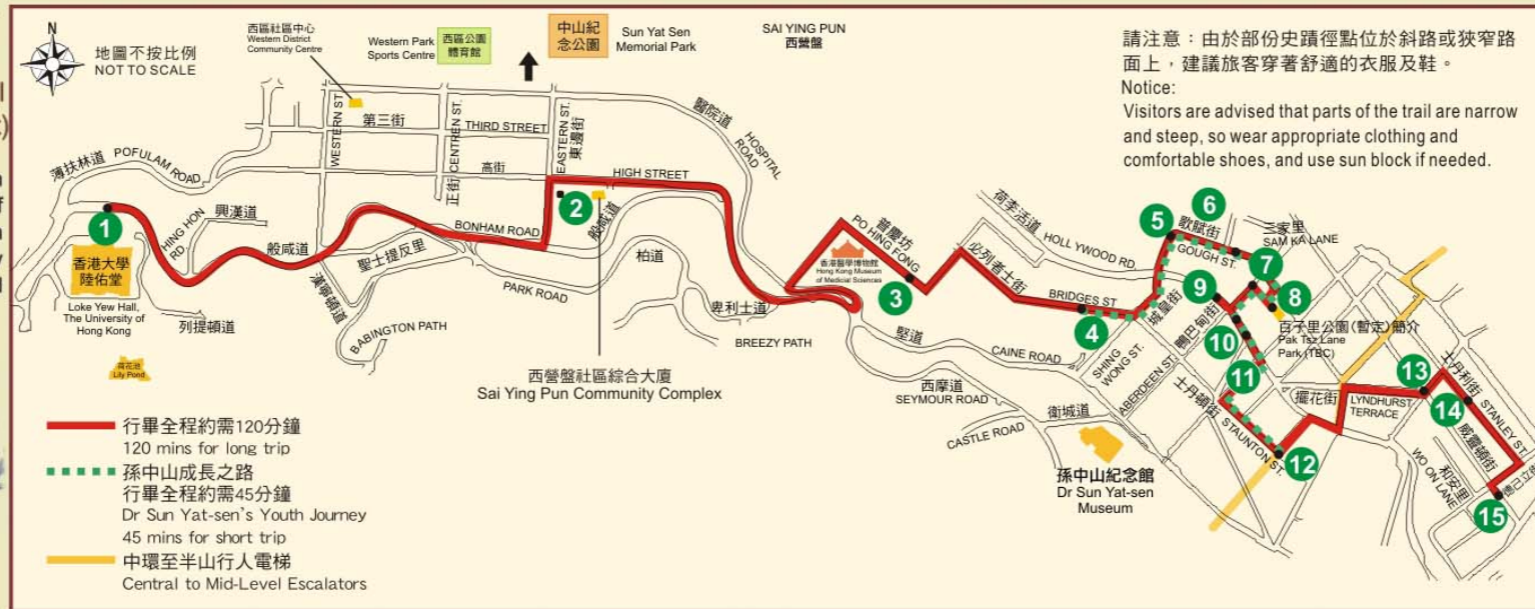 N
地圖不按比例
NOT TO SCALE
西區社區中心
Western District
Community Centre
Western Park
Sports Centre
西區公園
體育館
中山紀
念公園
Sun Yat Sen
Memorial Park
SAI YING PUN
西營盤
請注意：由於部份史蹟徑點位於斜路或狹窄路
面上，建議旅客穿著舒適的衣服及鞋。
Notice:
Visitors are advised that parts of the trail are narrow
and steep, so wear appropriate clothing and
comfortable shoes, and use sun block if needed.
薄扶林道 POFULAM ROAD
WESTERN ST.
第三街
THIRD STREET
正街 CENTREN ST.
高街
HIGH STREET
EASTERN ST.
東邊街
醫院道
HOSPITAL
ROAD
1
香港大學
陸佑堂
Loke Yew Hall,
The University of
Hong Kong
HING HON
RD.
興漢道
般咸道
BONHAM ROAD
2
般咸道
聖士提反里
漢寧頓道
BABINGTON PATH
列提頓道
荷花池
Lily Pond
PARK ROAD
柏道
卑利士道
BREEZY PATH
西營盤社區綜合大廈
Sai Ying Pun Community Complex
普慶坊
PO HING FONG
香港醫學博物館
Hong Kong Museum
of Medicial Sciences
3
荷李活道
HOLLYWOOD RD.
必列者士街
BRIDGES ST.
4
堅道
CAINE ROAD
西摩道
SEYMOUR ROAD
CASTLE ROAD
衛城道
孫中山紀念館
Dr Sun Yat-sen
Museum
5
6
歌賦街
GOUGH ST.
三家里
SAM KA LANE
7
8
9
10
11
城皇街
SHING
WONG ST.
鴨巴甸街
ABERDEEN ST.
百子里公園(暫定)簡介
Pak Tsz Lane
Park (TBC)
士丹頓街
STAUNTON ST.
12
擺花街
LYNDHURST
TERRACE
13
士丹利街
STANLEY ST.
14
威靈頓街
和安里
WO ON LANE
15
德己立街
行畢全程約需120分鐘
120 mins for long trip
孫中山成長之路
行畢全程約需45分鐘
Dr Sun Yat-sen's Youth Journey
45 mins for short trip
中環至半山行人電梯
Central to Mid-Level Escalators